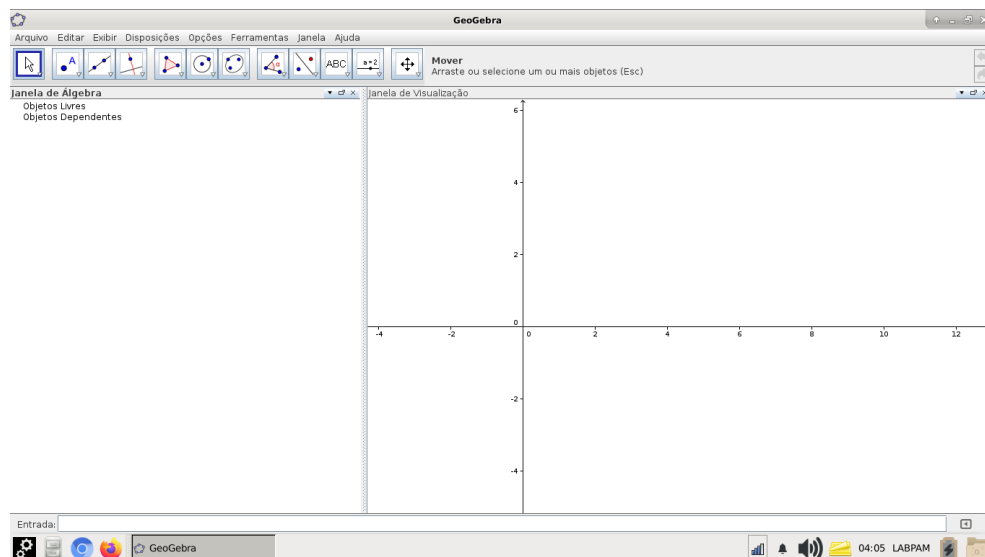 GeoGebra
Arquivo Editar Exibir Disposições Opções Ferramentas Janela Ajuda
A
α
ABC
a=2
Mover
Arraste ou selecione um ou mais objetos (Esc)
Janela de Álgebra
Janela de Visualização
Objetos Livres
Objetos Dependentes
6
4
2
0
-4 -2 0 2 4 6 8 10 12
-2
-4
Entrada:
GeoGebra
04:05 LABPAM